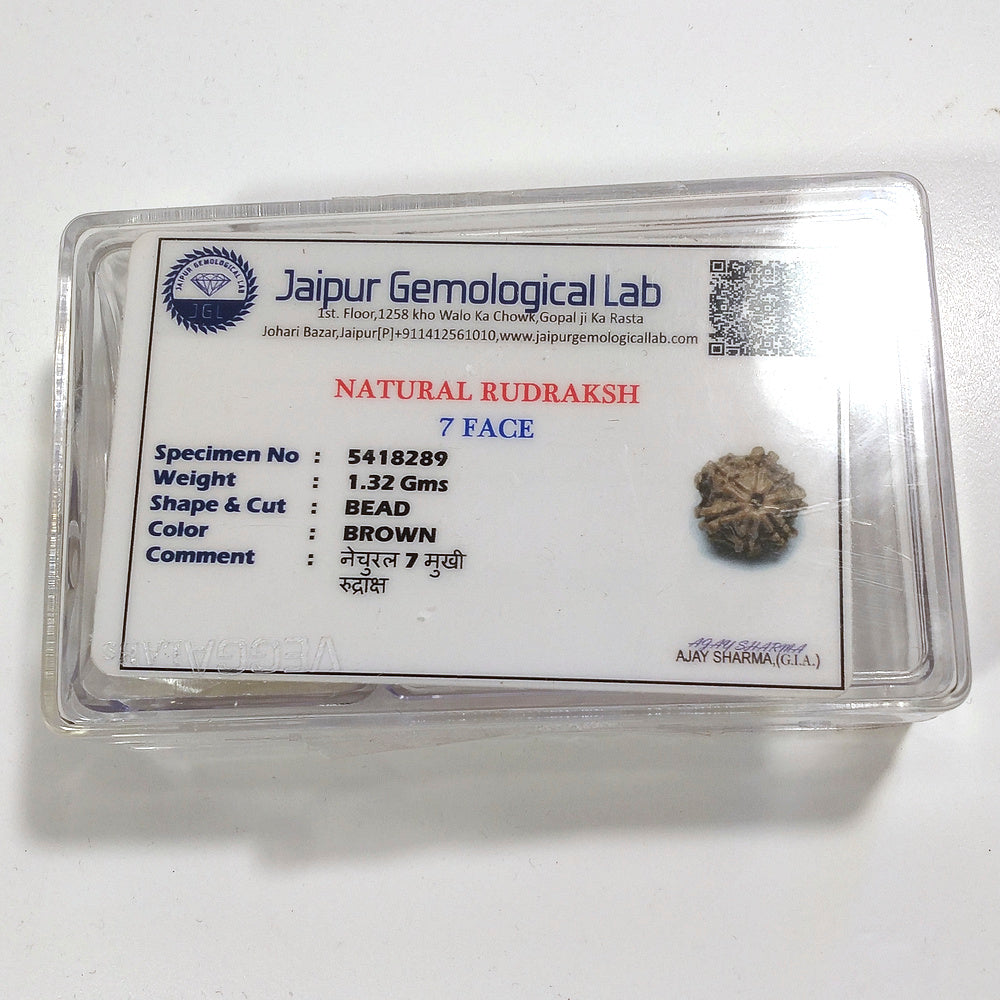 JAIPUR GEMOLOGICAL LAB
JGL
Jaipur Gemological Lab
1st. Floor,1258 kho Walo Ka Chowk,Gopal ji Ka Rasta
Johari Bazar,Jaipur[P]+911412561010,www.jaipurgemologicallab.com
NATURAL RUDRAKSH
7 FACE
Specimen No : 5418289
Weight : 1.32 Gms
Shape & Cut : BEAD
Color : BROWN
Comment : नेचुरल 7 मुखी
रुद्राक्ष
AJAY SHARMA
AJAY SHARMA,(G.I.A.)